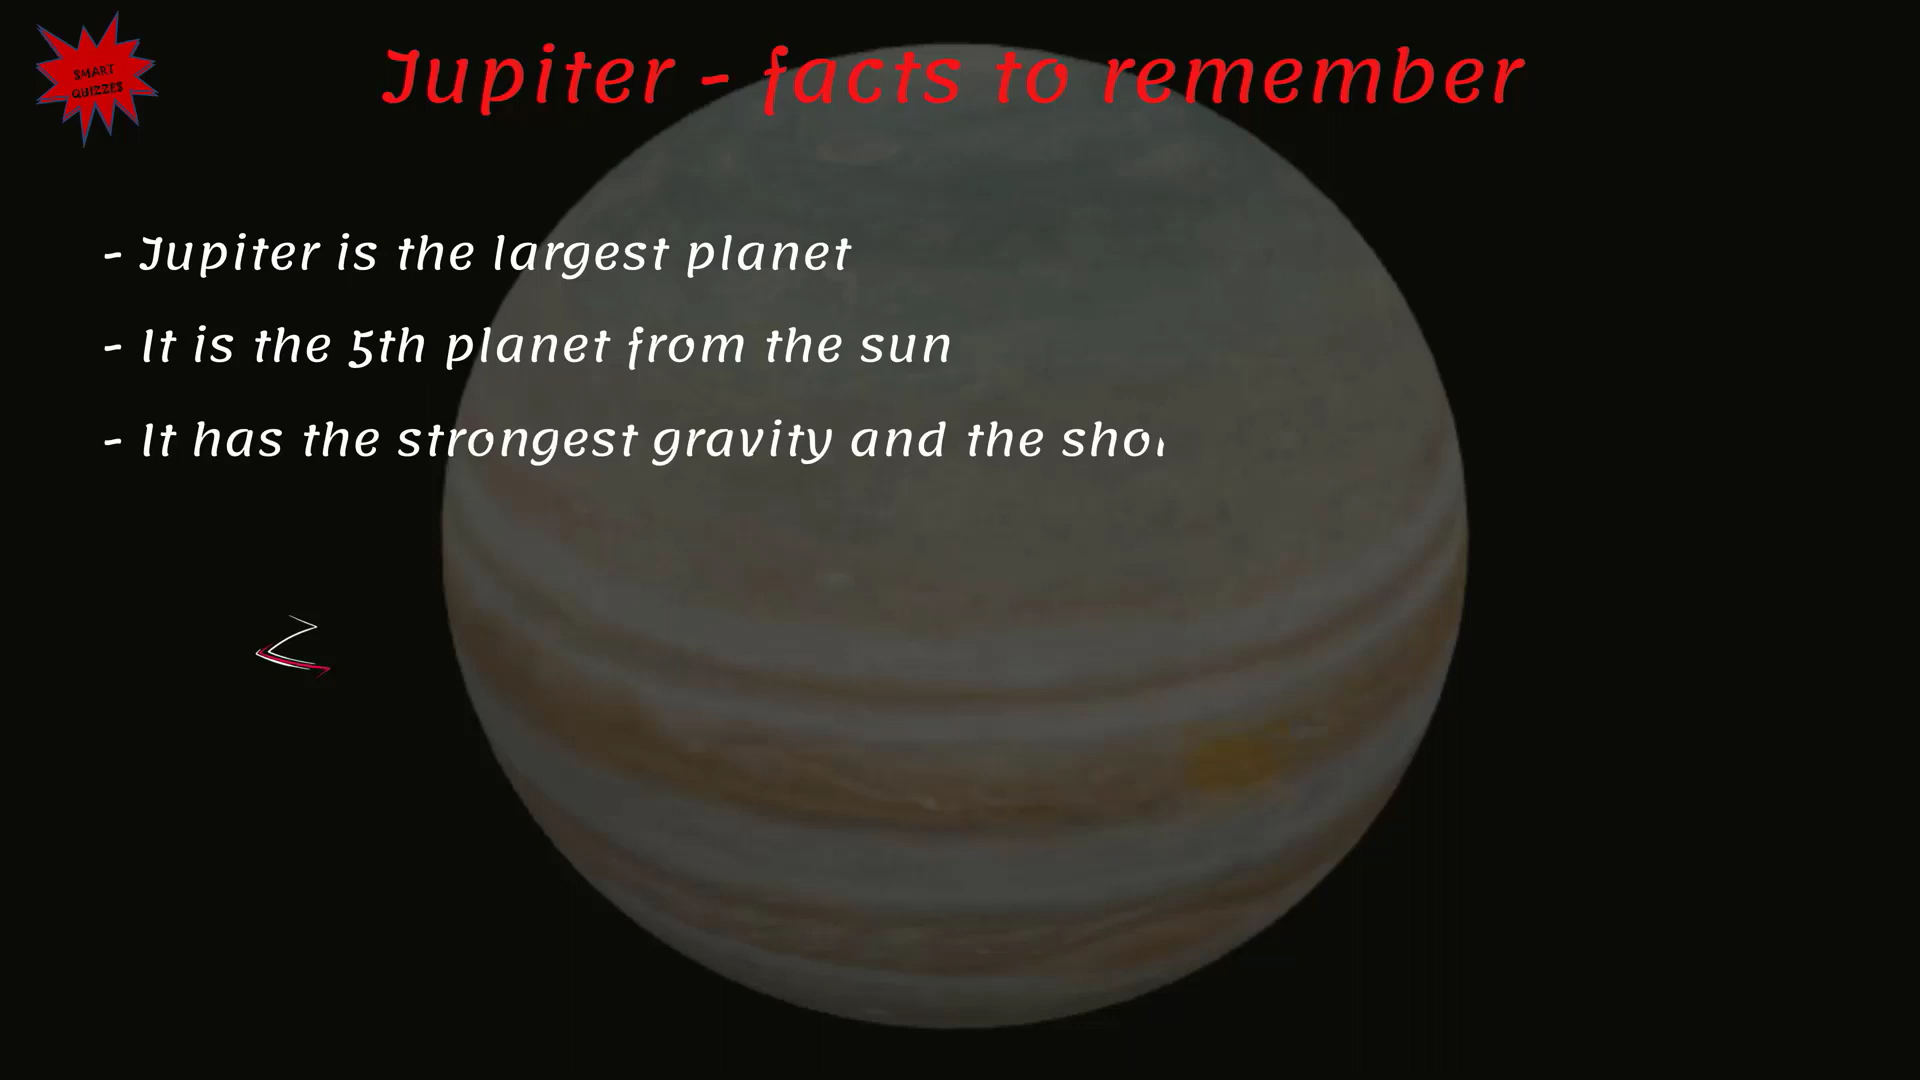 SMART
QUIZZES
Jupiter - facts to remember
- Jupiter is the largest planet
- It is the 5th planet from the sun
- It has the strongest gravity and the